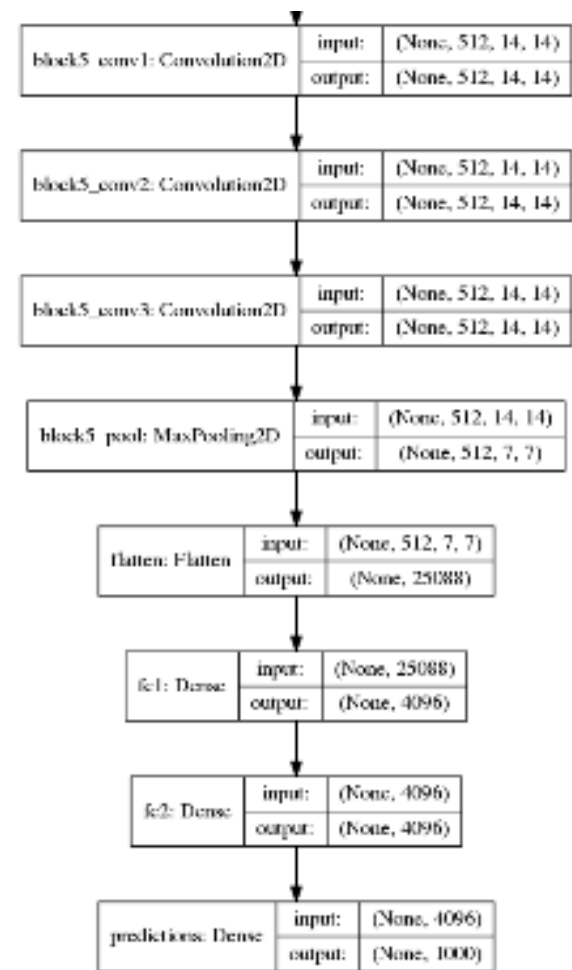 block5_conv1: Convolution2D
input: (None, 512, 14, 14)
output: (None, 512, 14, 14)
block5_conv2: Convolution2D
input: (None, 512, 14, 14)
output: (None, 512, 14, 14)
block5_conv3: Convolution2D
input: (None, 512, 14, 14)
output: (None, 512, 14, 14)
block5_pool: MaxPooling2D
input: (None, 512, 14, 14)
output: (None, 512, 7, 7)
flatten: Flatten
input: (None, 512, 7, 7)
output: (None, 25088)
fc1: Dense
input: (None, 25088)
output: (None, 4096)
fc2: Dense
input: (None, 4096)
output: (None, 4096)
predictions: Dense
input: (None, 4096)
output: (None, 1000)